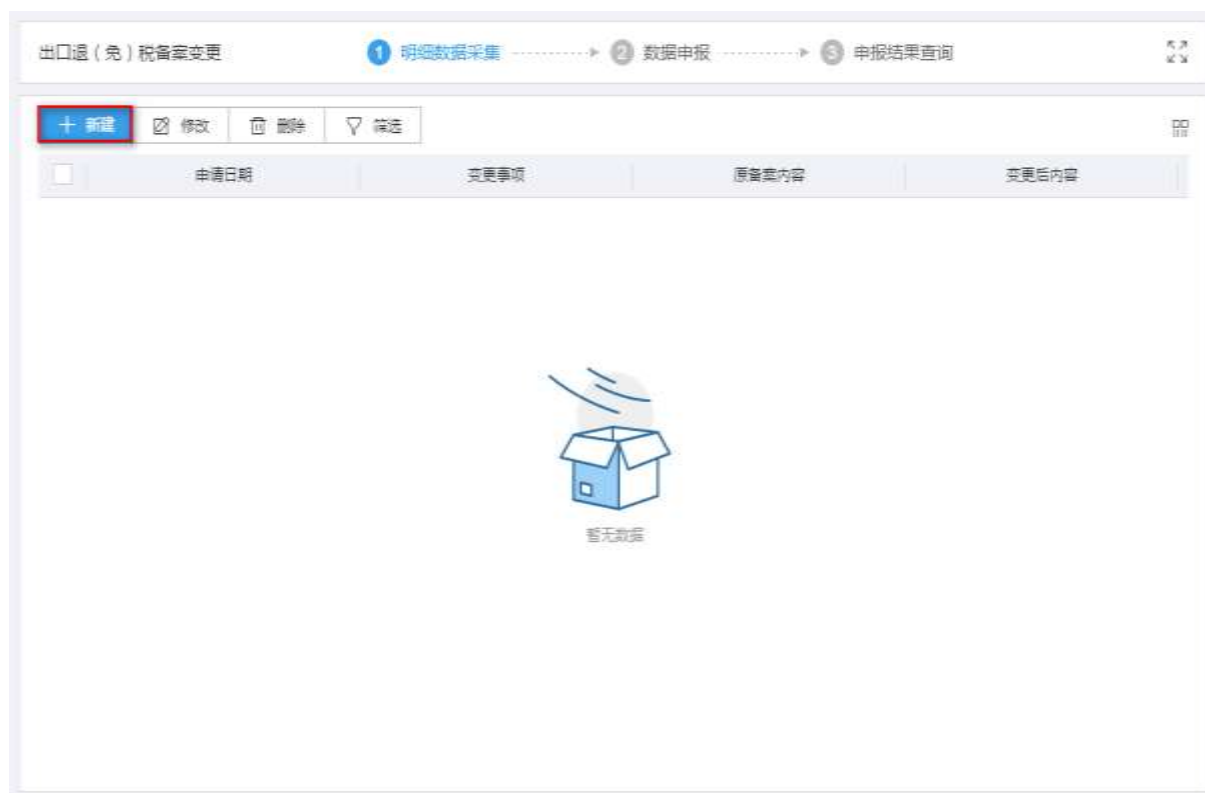 出口退（免）税备案变更 1 明细数据采集 2 数据申报 3 申报结果查询
新建 修改 删除 筛选
申请日期 变更事项 原备案内容 变更后内容
暂无数据